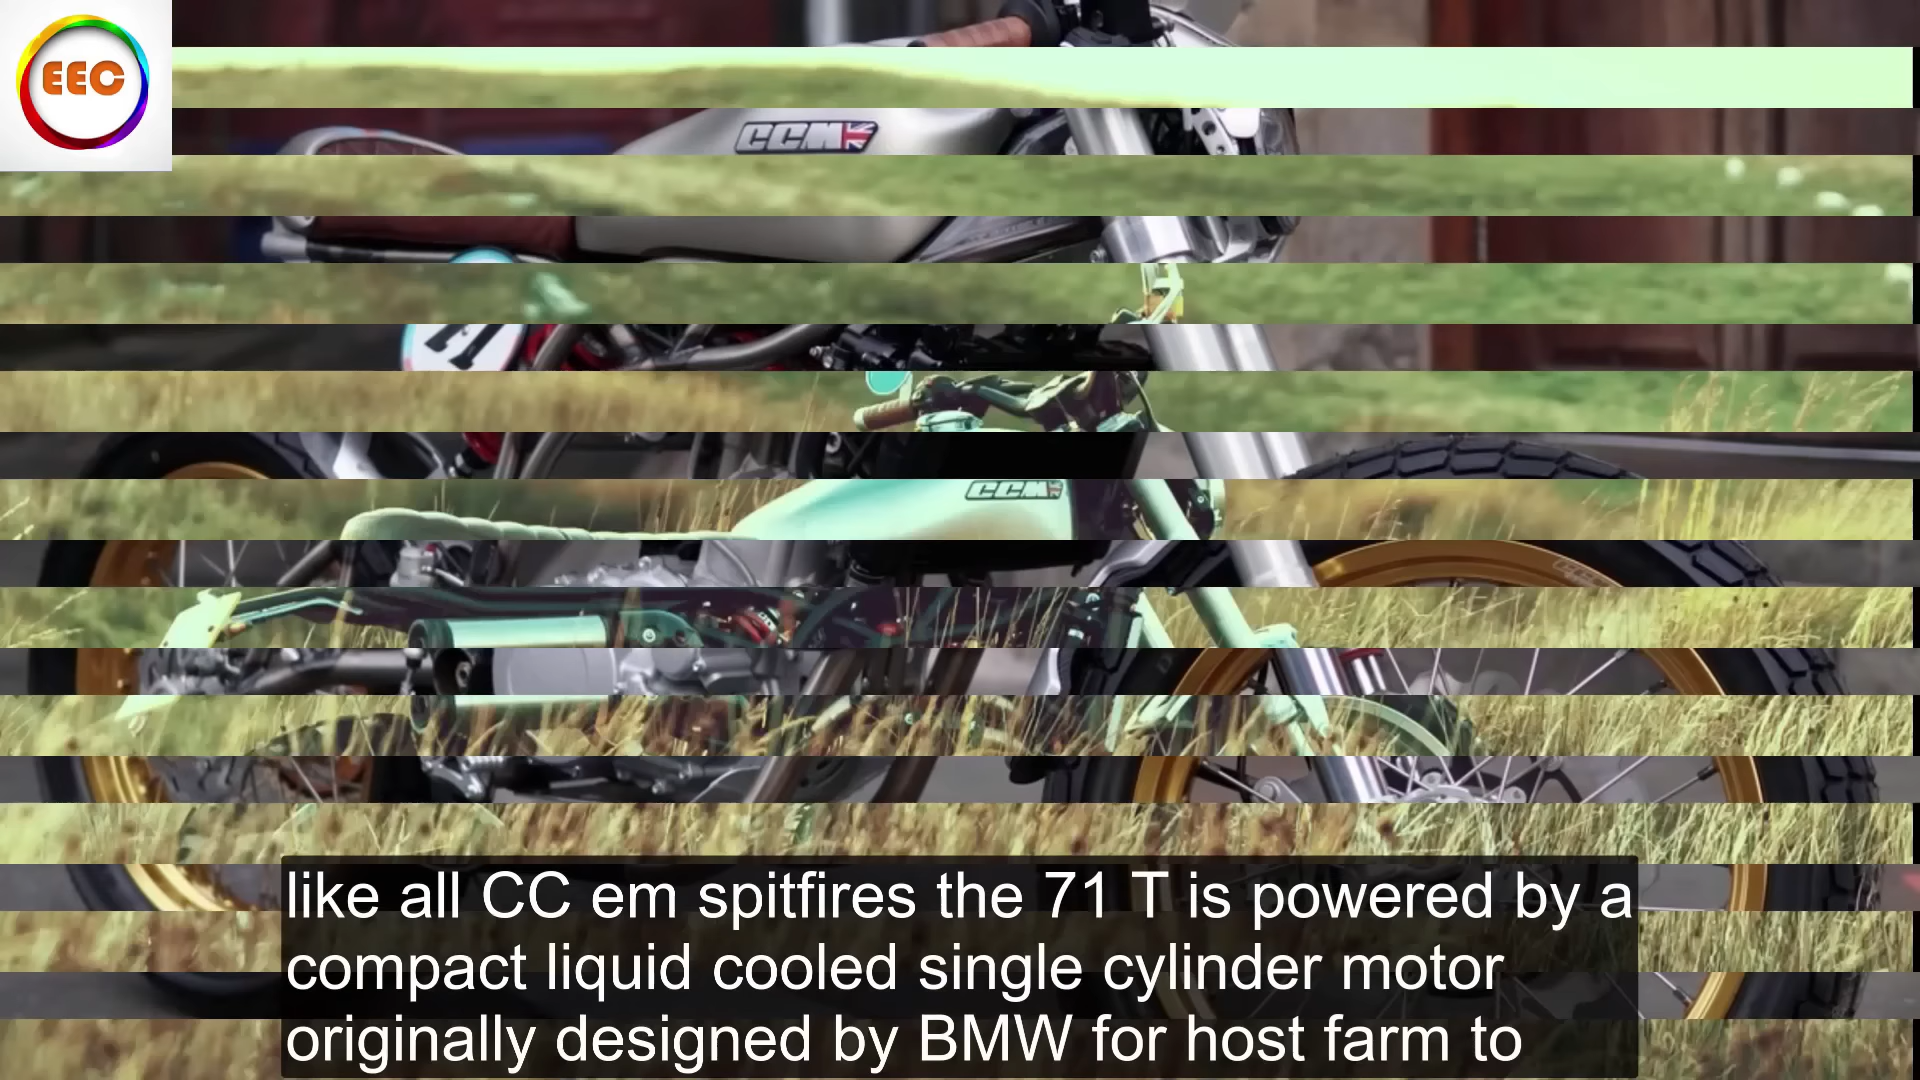 EEC
CCM
71
CCM
like all CC em spitfires the 71 T is powered by a
compact liquid cooled single cylinder motor
originally designed by BMW for host farm to